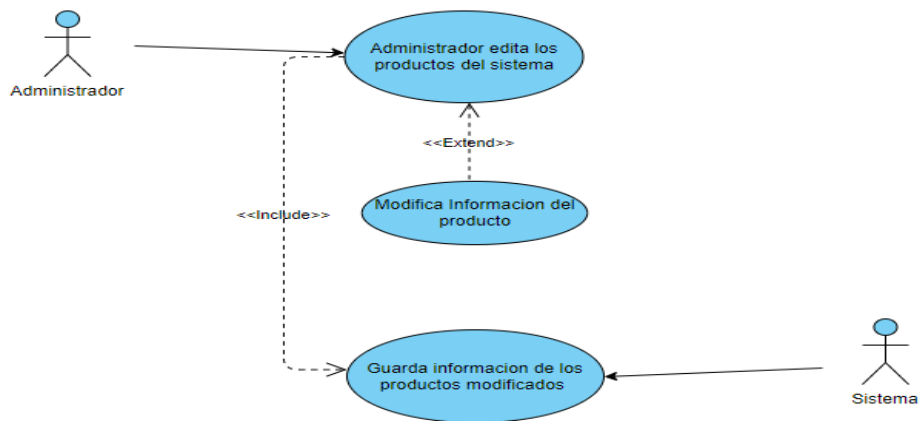 Administrador edita los
productos del sistema
Administrador
<<Extend>>
Modifica Informacion del
producto
<<Include>>
Guarda informacion de los
productos modificados
Sistema